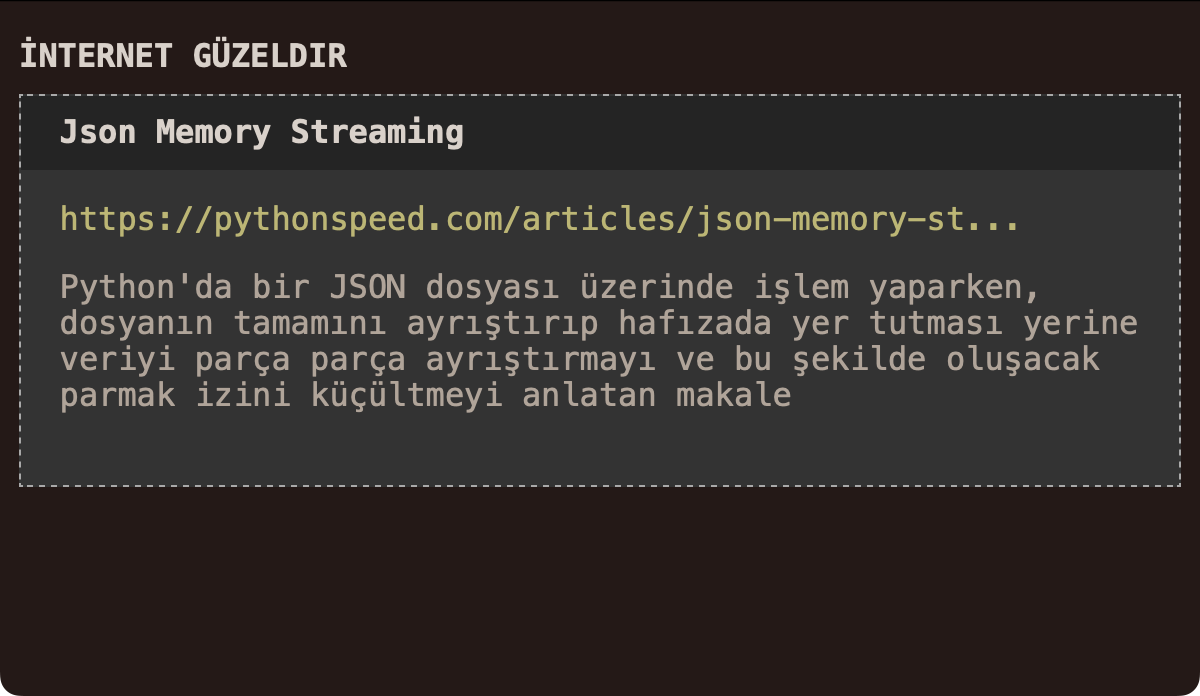 İNTERNET GÜZELDIR
Json Memory Streaming
https://pythonspeed.com/articles/json-memory-st...
Python'da bir JSON dosyası üzerinde işlem yaparken,
dosyanın tamamını ayrıştırıp hafızada yer tutması yerine
veriyi parça parça ayrıştırmayı ve bu şekilde oluşacak
parmak izini küçültmeyi anlatan makale